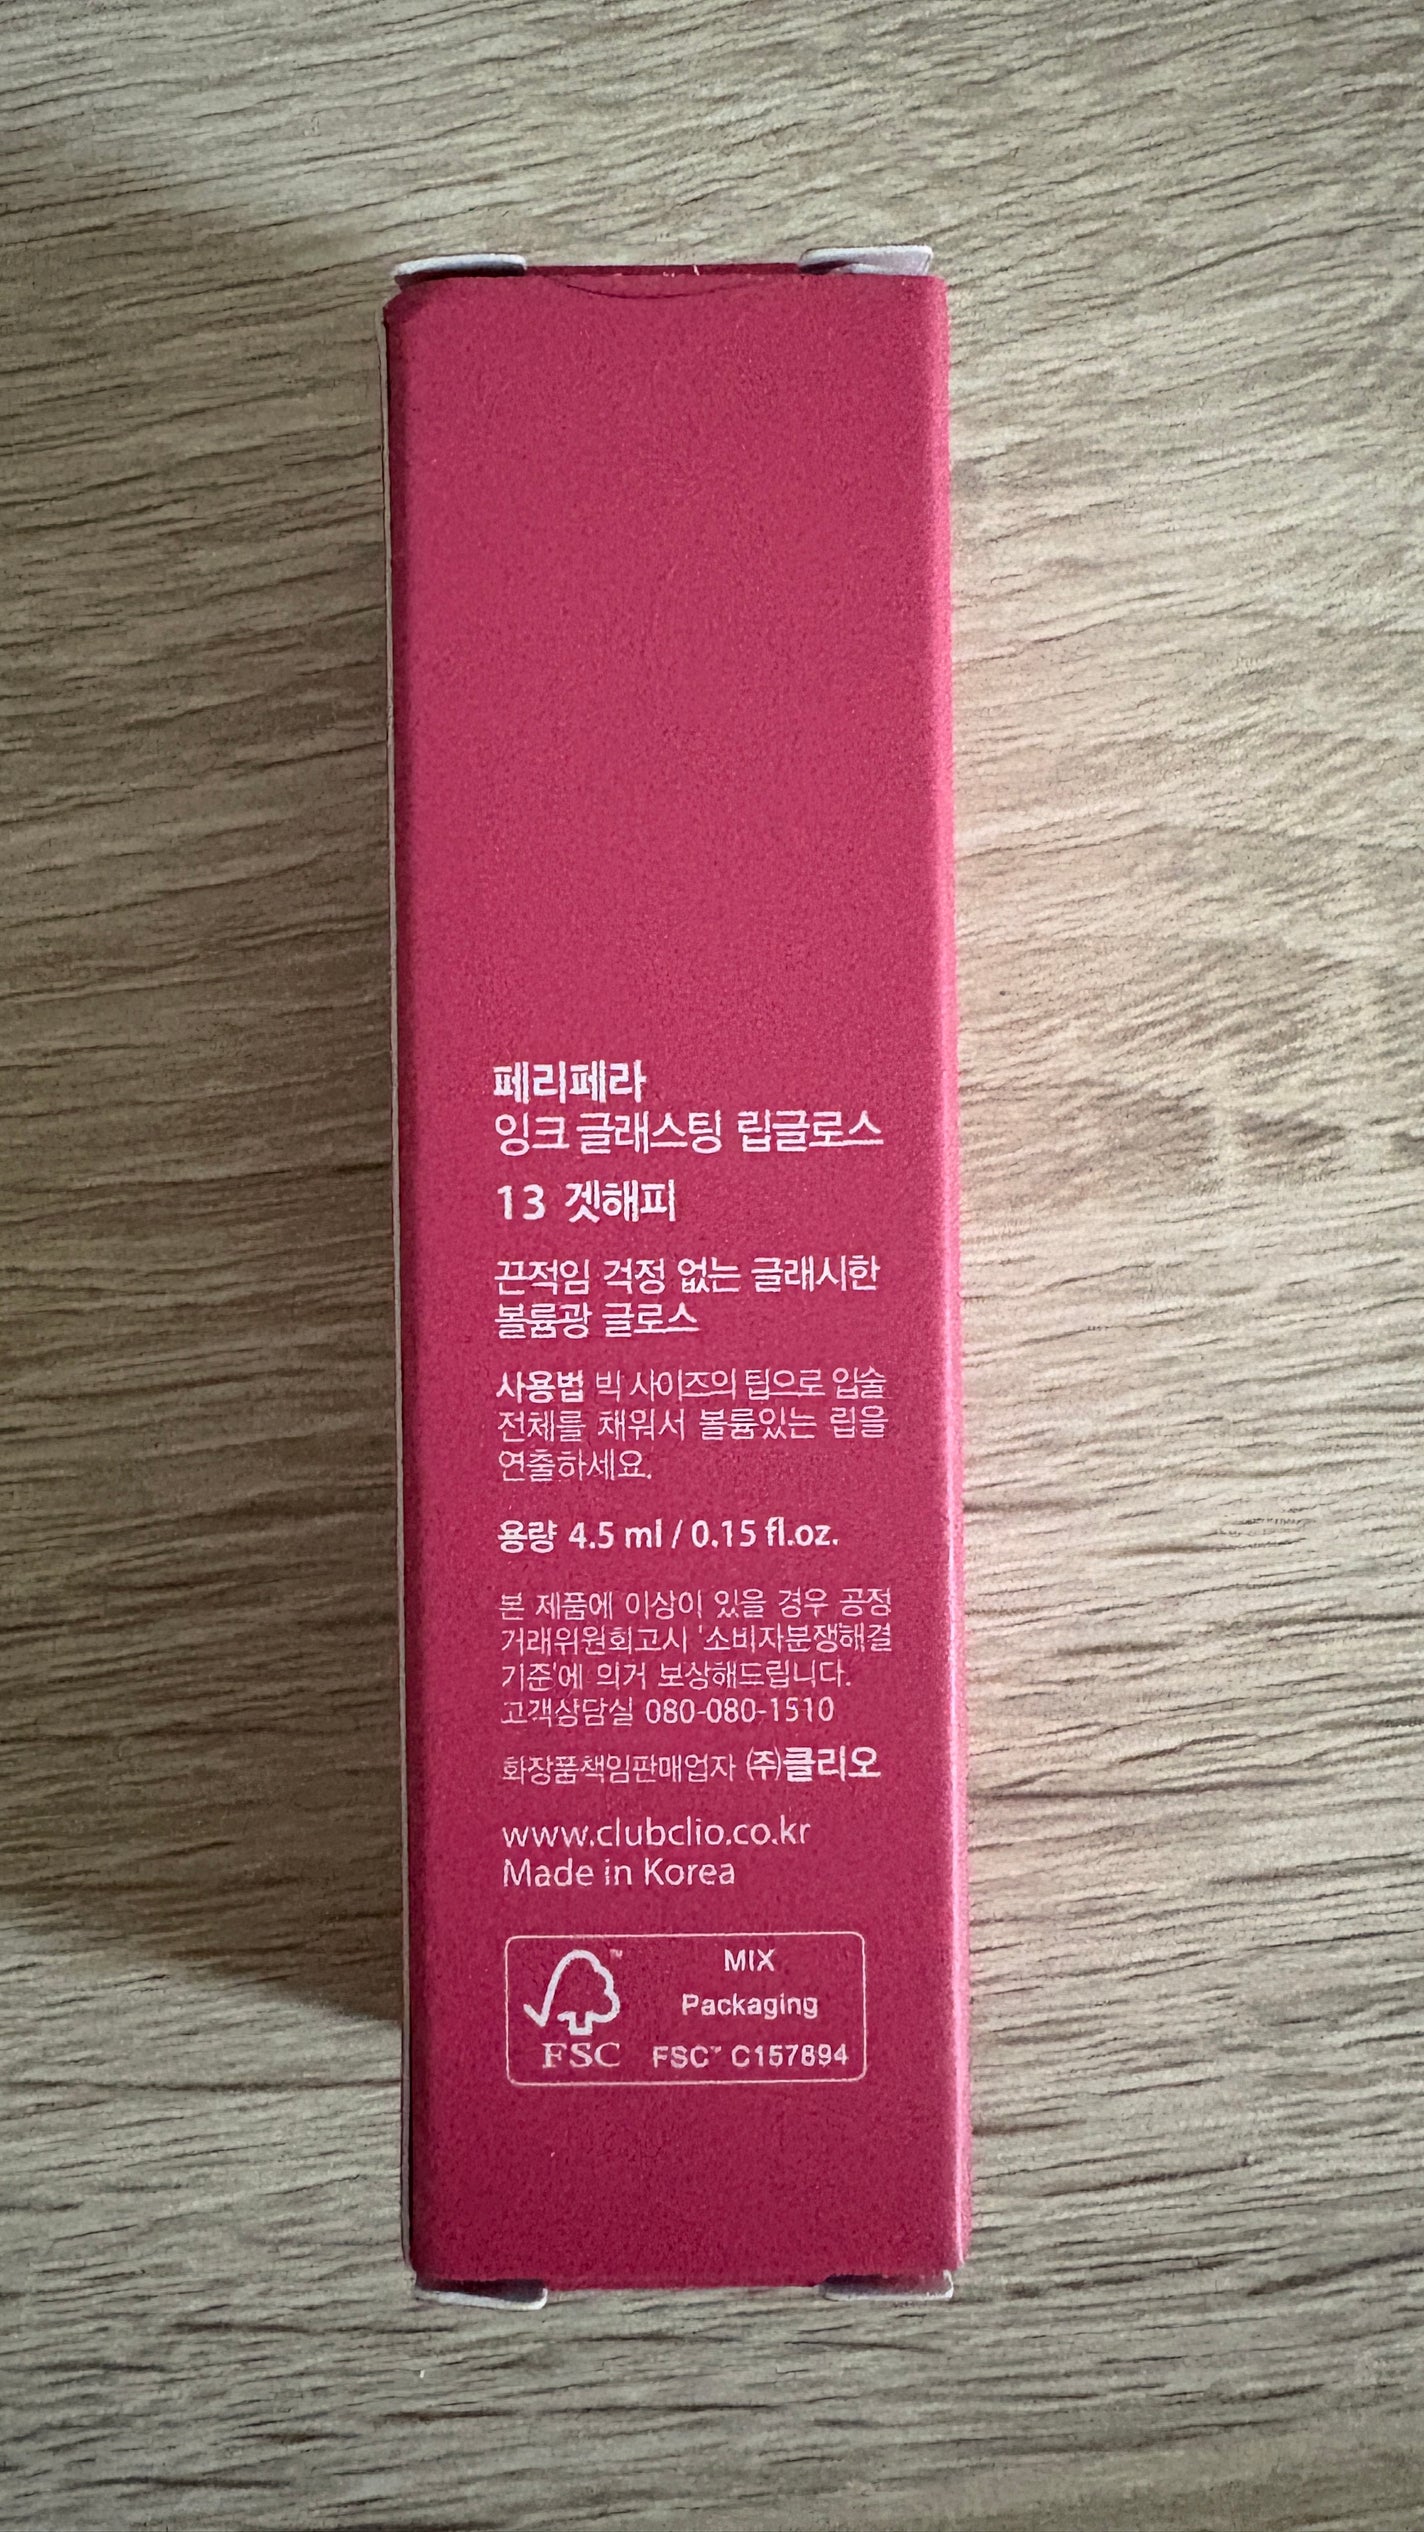 페리페라
잉크 글래스팅 립글로스
13 겟해피
끈적임 걱정 없는 글래시한
볼륨광 글로스
사용법 빅 사이즈의 팁으로 입술
전체를 채워서 볼륨있는 립을
연출하세요.
용량 4.5 ml / 0.15 fl.oz.
본 제품에 이상이 있을 경우 공정
거래위원회고시 '소비자분쟁해결
기준'에 의거 보상해드립니다.
고객상담실 080-080-1510
화장품책임판매업자 ㈜클리오
www.clubclio.co.kr
Made in Korea
MIX
Packaging
FSC
FSC™ C157894